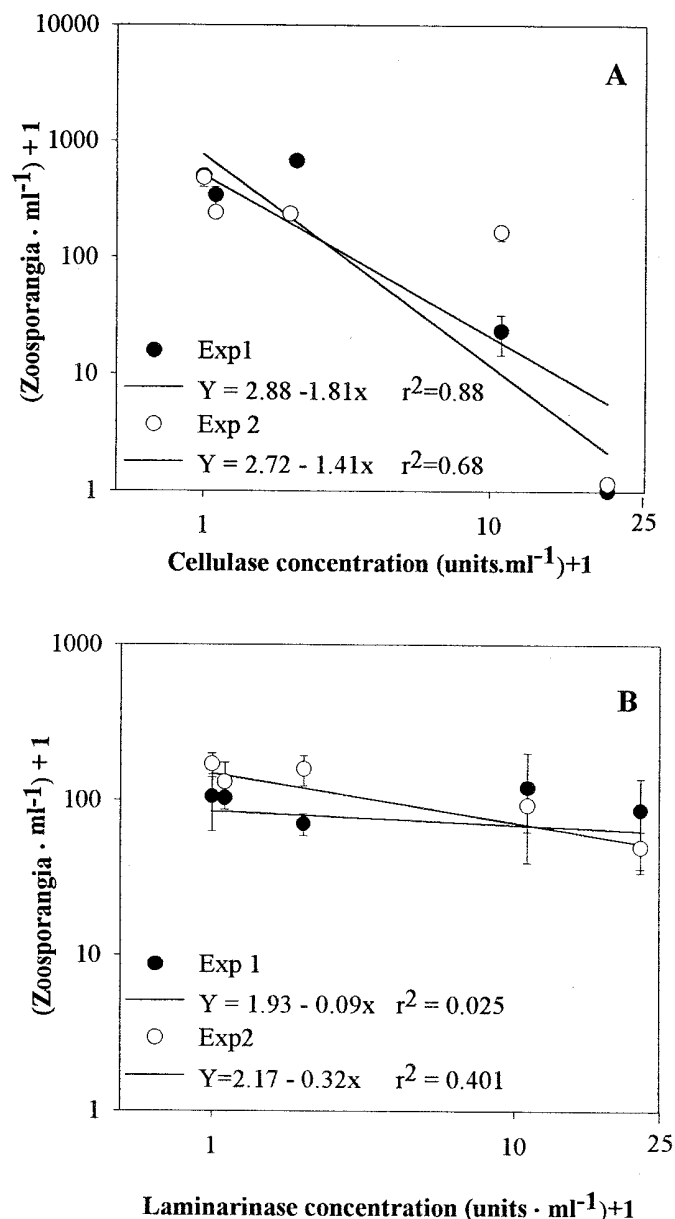 10000
A
1000
100
10
1
(Zoosporangia · ml⁻¹) + 1
Exp1
Y = 2.88 -1.81x r²=0.88
Exp 2
Y = 2.72 - 1.41x r²=0.68
1 10 25
Cellulase concentration (units.ml⁻¹)+1
1000
B
100
10
1
(Zoosporangia · ml⁻¹) + 1
Exp 1
Y = 1.93 - 0.09x r² = 0.025
Exp2
Y=2.17 - 0.32x r² = 0.401
1 10 25
Laminarinase concentration (units · ml⁻¹)+1